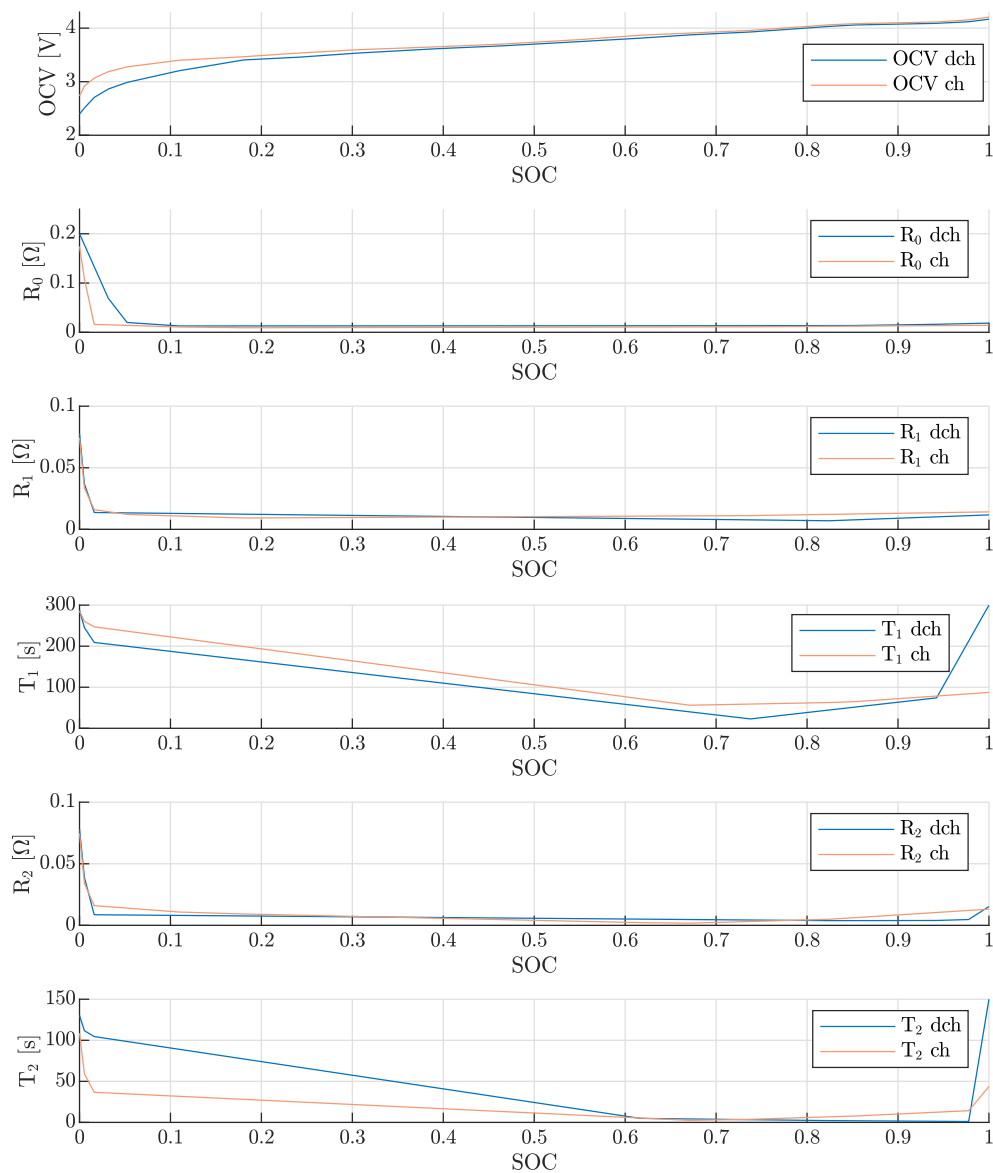 OCV [V]
4
3
2
OCV dch
OCV ch
0 0.1 0.2 0.3 0.4 0.5 0.6 0.7 0.8 0.9 1
SOC
R₀ [Ω]
0.2
0.1
0
R₀ dch
R₀ ch
0 0.1 0.2 0.3 0.4 0.5 0.6 0.7 0.8 0.9 1
SOC
R₁ [Ω]
0.1
0.05
0
R₁ dch
R₁ ch
0 0.1 0.2 0.3 0.4 0.5 0.6 0.7 0.8 0.9 1
SOC
T₁ [s]
300
200
100
0
T₁ dch
T₁ ch
0 0.1 0.2 0.3 0.4 0.5 0.6 0.7 0.8 0.9 1
SOC
R₂ [Ω]
0.1
0.05
0
R₂ dch
R₂ ch
0 0.1 0.2 0.3 0.4 0.5 0.6 0.7 0.8 0.9 1
SOC
T₂ [s]
150
100
50
0
T₂ dch
T₂ ch
0 0.1 0.2 0.3 0.4 0.5 0.6 0.7 0.8 0.9 1
SOC